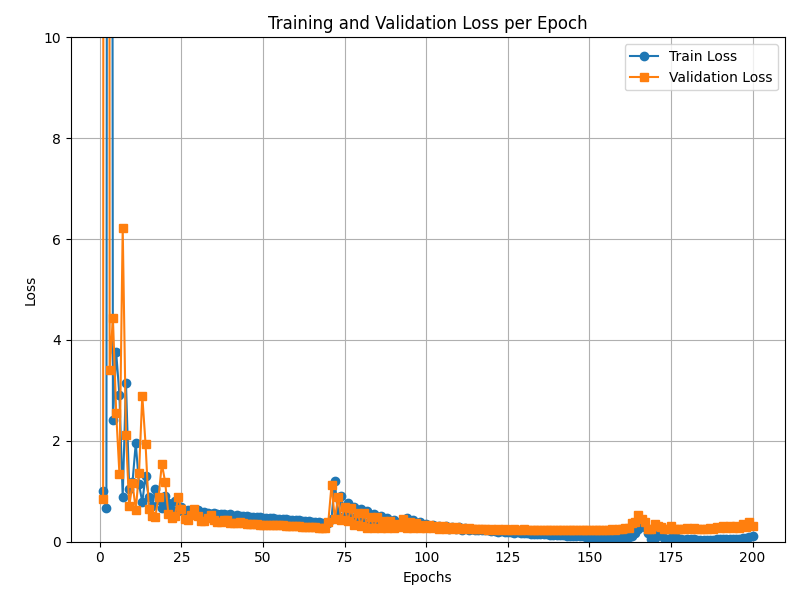 Training and Validation Loss per Epoch
Train Loss
Validation Loss
10
8
6
4
2
0
Loss
0 25 50 75 100 125 150 175 200
Epochs